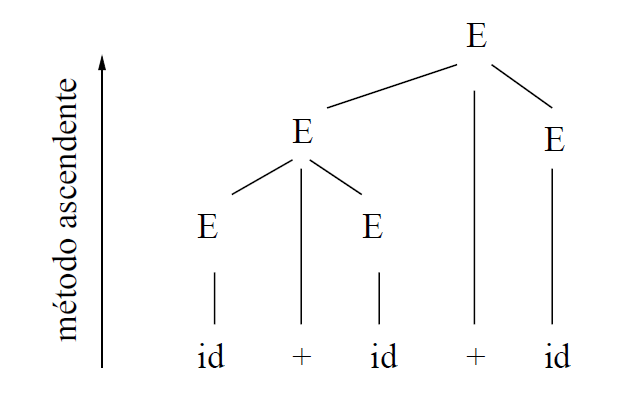 método ascendente
E
E
E
E E
id + id + id